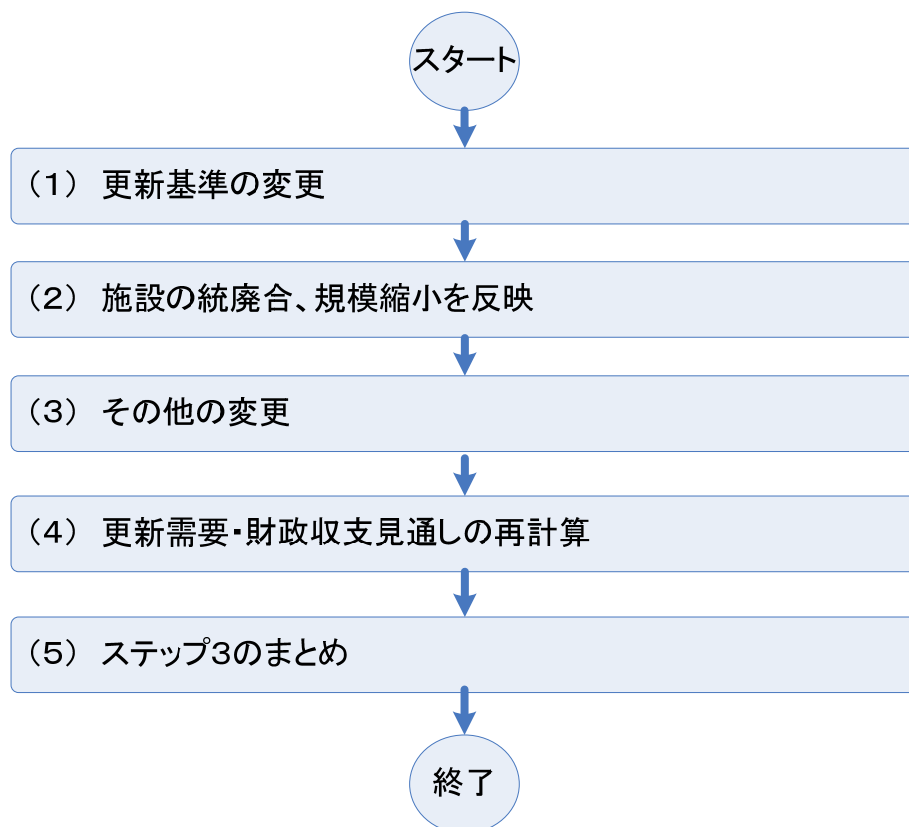 スタート
（1） 更新基準の変更
（2） 施設の統廃合、規模縮小を反映
（3） その他の変更
（4） 更新需要・財政収支見通しの再計算
（5） ステップ3のまとめ
終了